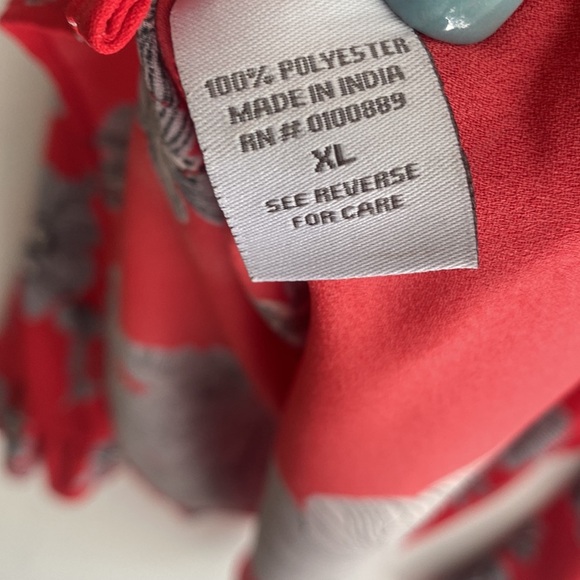 100% POLYESTER
MADE IN INDIA
RN # 0100889
XL
SEE REVERSE
FOR CARE